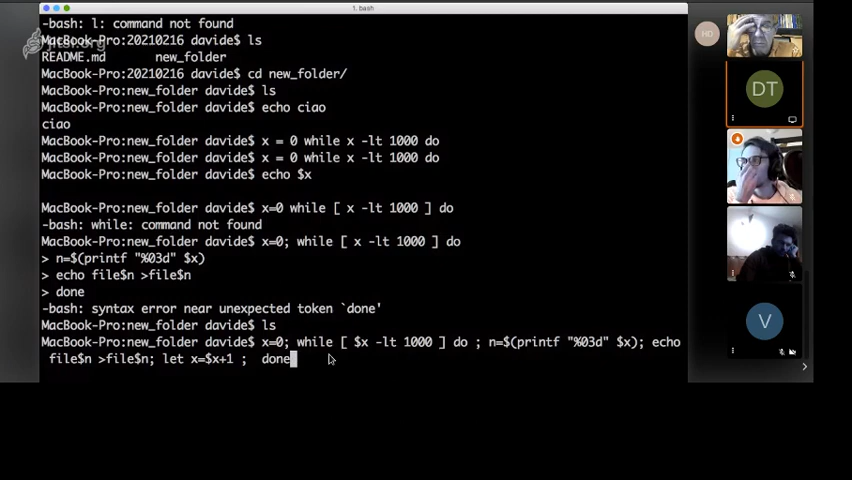 1. bash
-bash: l: command not found
jitsi.org
MacBook-Pro:20210216 davide$ ls
README.md new_folder
MacBook-Pro:20210216 davide$ cd new_folder/
MacBook-Pro:new_folder davide$ ls
MacBook-Pro:new_folder davide$ echo ciao
ciao
MacBook-Pro:new_folder davide$ x = 0 while x -lt 1000 do
MacBook-Pro:new_folder davide$ x = 0 while x -lt 1000 do
MacBook-Pro:new_folder davide$ echo $x
MacBook-Pro:new_folder davide$ x=0 while [ x -lt 1000 ] do
-bash: while: command not found
MacBook-Pro:new_folder davide$ x=0; while [ x -lt 1000 ] do
> n=$(printf "%03d" $x)
> echo file$n >file$n
> done
-bash: syntax error near unexpected token `done'
MacBook-Pro:new_folder davide$ ls
MacBook-Pro:new_folder davide$ x=0; while [ $x -lt 1000 ] do ; n=$(printf "%03d" $x); echo
file$n >file$n; let x=$x+1 ; done
HD
DT
V